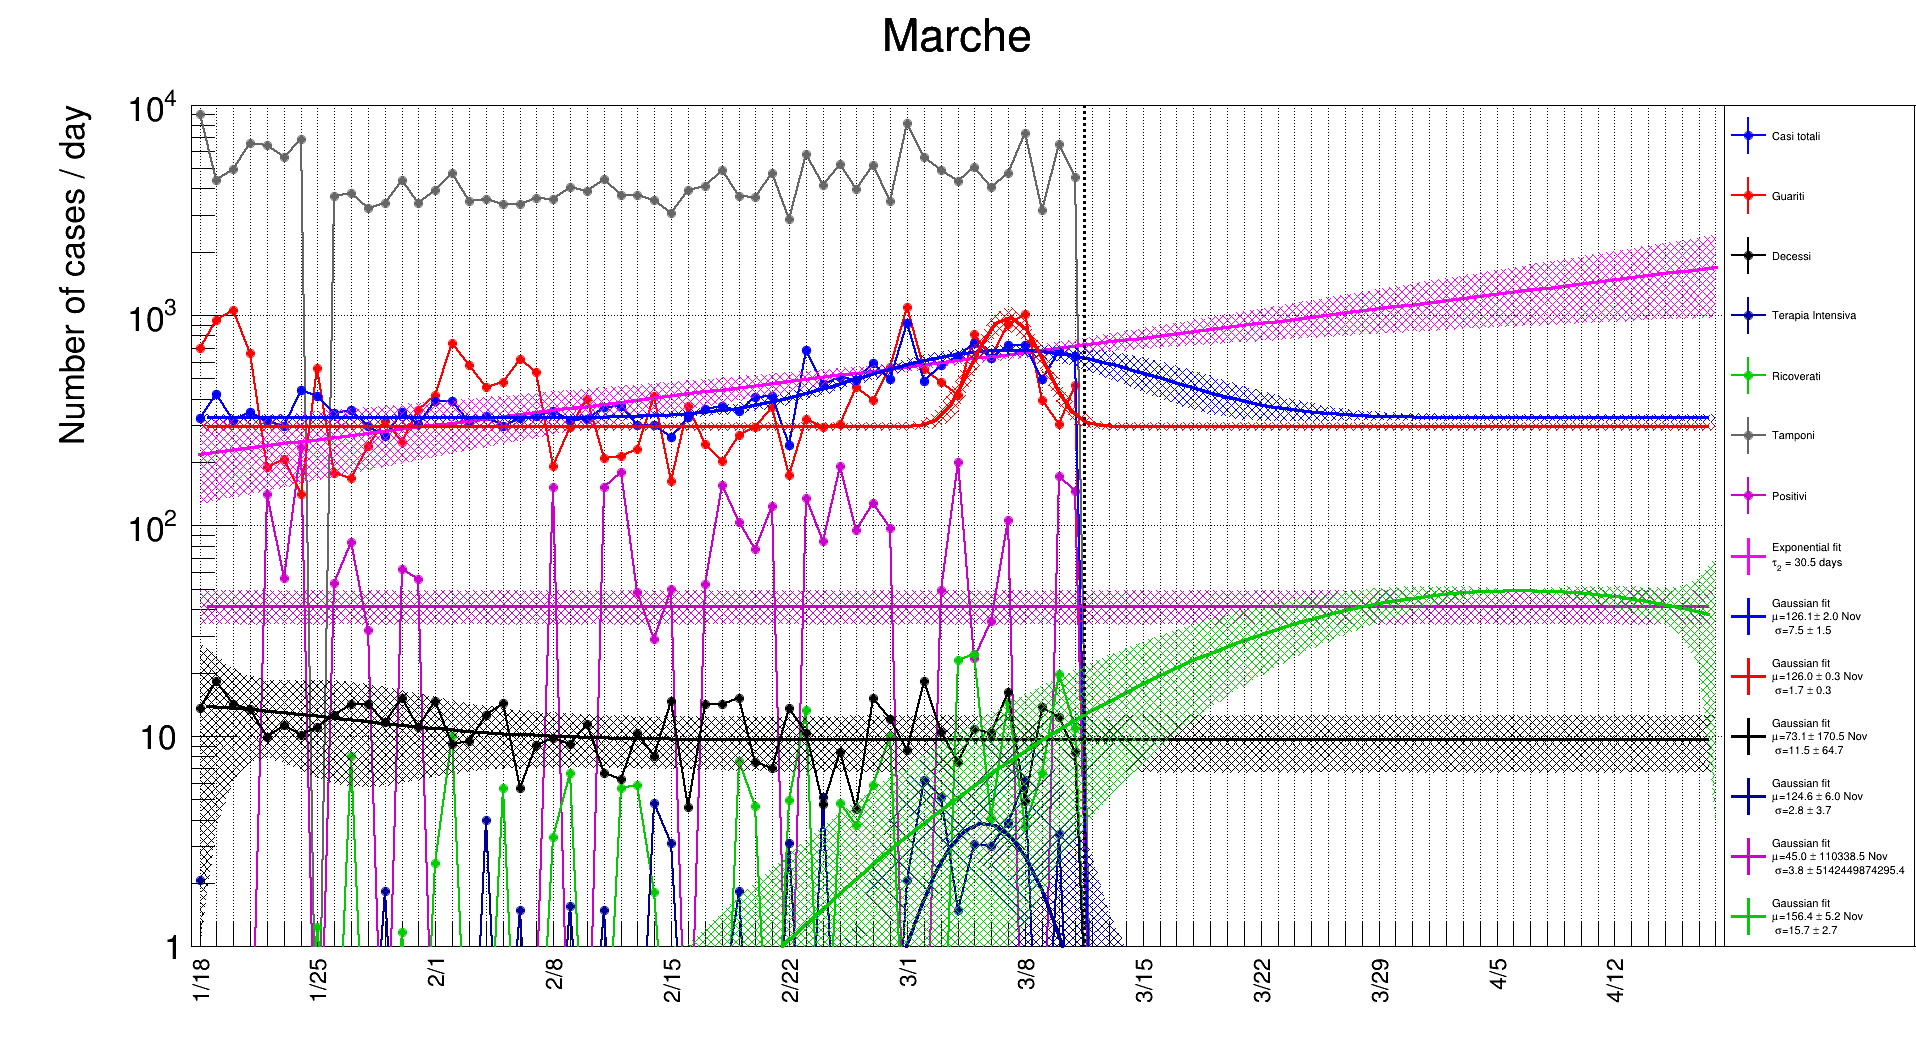 Marche
Number of cases / day
10^4
10^3
10^2
10
1
1/18
1/25
2/1
2/8
2/15
2/22
3/1
3/8
3/15
3/22
3/29
4/5
4/12
Casi totali
Guariti
Decessi
Terapia Intensiva
Ricoverati
Tamponi
Positivi
Exponential fit
τ_2 = 30.5 days
Gaussian fit
μ=126.1 ± 2.0 Nov
σ=7.5 ± 1.5
Gaussian fit
μ=126.0 ± 0.3 Nov
σ=1.7 ± 0.3
Gaussian fit
μ=73.1 ± 170.5 Nov
σ=11.5 ± 64.7
Gaussian fit
μ=124.6 ± 6.0 Nov
σ=2.8 ± 3.7
Gaussian fit
μ=45.0 ± 110338.5 Nov
σ=3.8 ± 5142449874295.4
Gaussian fit
μ=156.4 ± 5.2 Nov
σ=15.7 ± 2.7